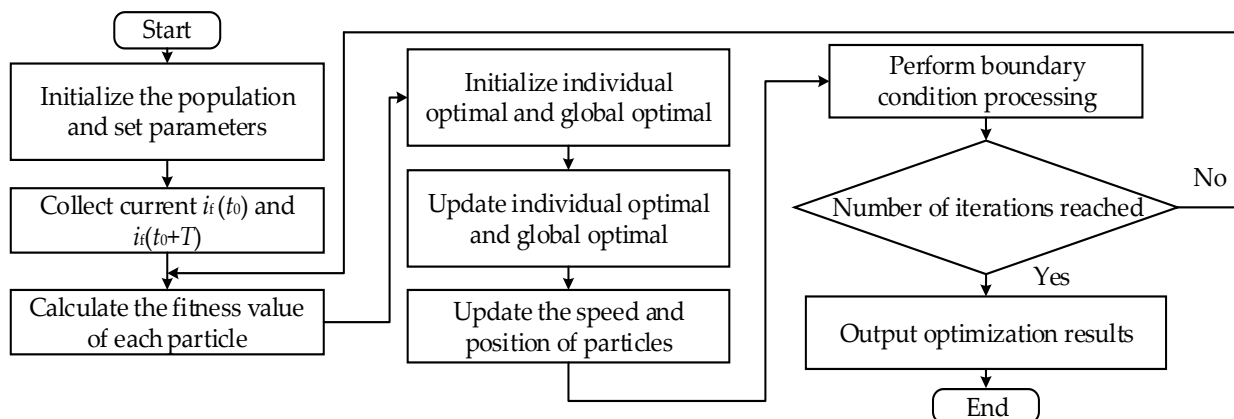 Start
Initialize the population
and set parameters
Collect current if (t0) and
if(t0+T)
Calculate the fitness value
of each particle
Initialize individual
optimal and global optimal
Update individual optimal
and global optimal
Update the speed and
position of particles
Perform boundary
condition processing
Number of iterations reached
No
Yes
Output optimization results
End